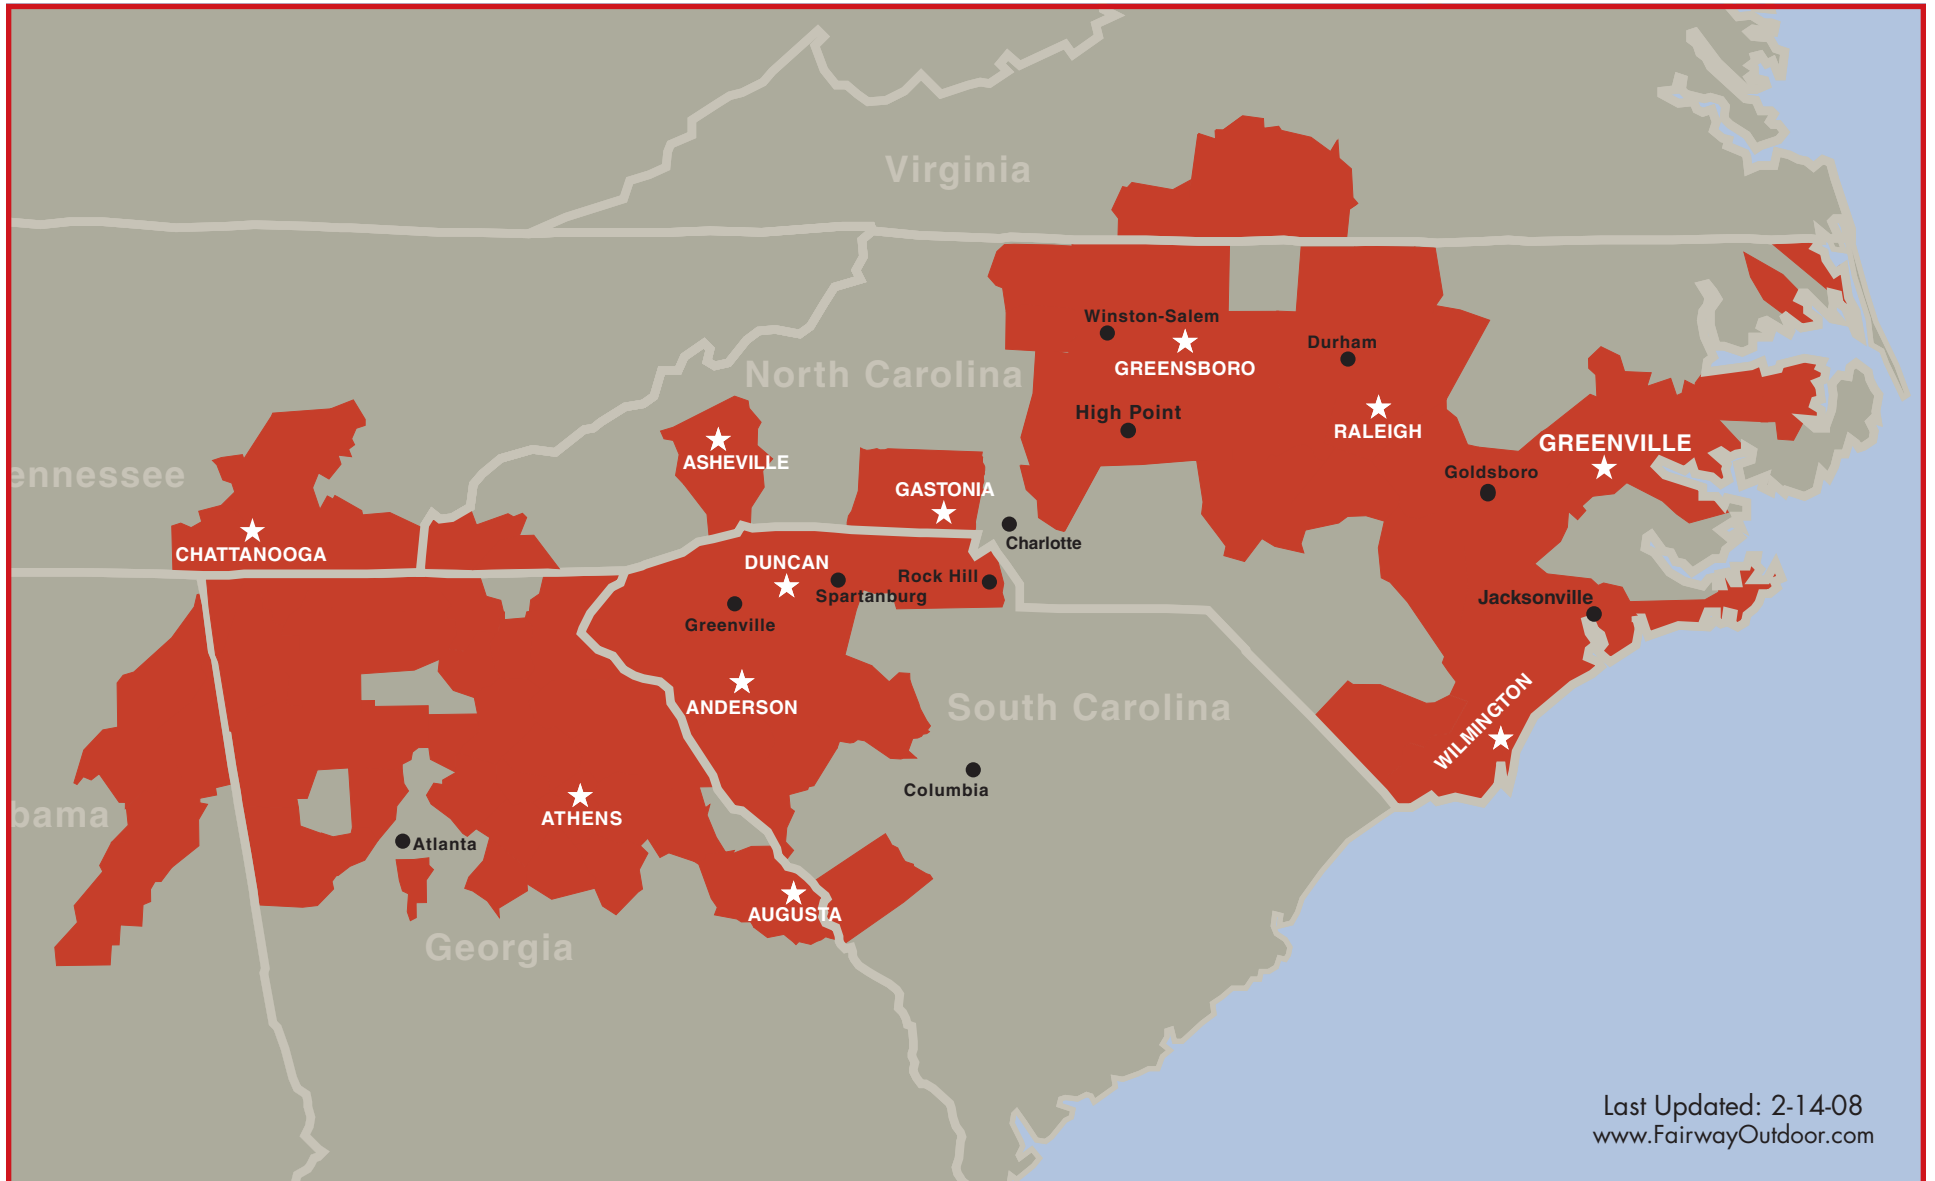 Virginia
Winston-Salem
GREENSBORO
Durham
North Carolina
High Point
RALEIGH
ennessee
ASHEVILLE
GREENVILLE
GASTONIA
Goldsboro
CHATTANOOGA
Charlotte
DUNCAN
Rock Hill
Spartanburg
Jacksonville
Greenville
ANDERSON
South Carolina
WILMINGTON
Columbia
bama
ATHENS
Atlanta
AUGUSTA
Georgia
Last Updated: 2-14-08
www.FairwayOutdoor.com